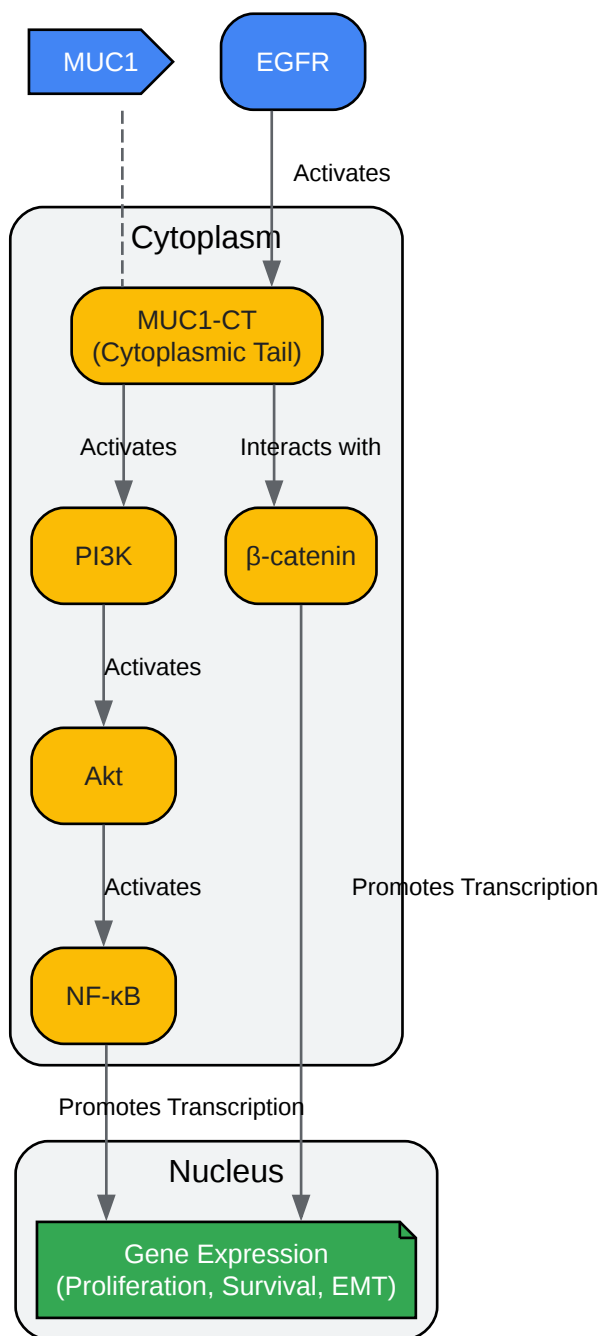 MUC1
EGFR
Activates
Cytoplasm
MUC1-CT
(Cytoplasmic Tail)
Activates
Interacts with
PI3K
β-catenin
Activates
Akt
Activates
Promotes Transcription
NF-κB
Promotes Transcription
Nucleus
Gene Expression
(Proliferation, Survival, EMT)